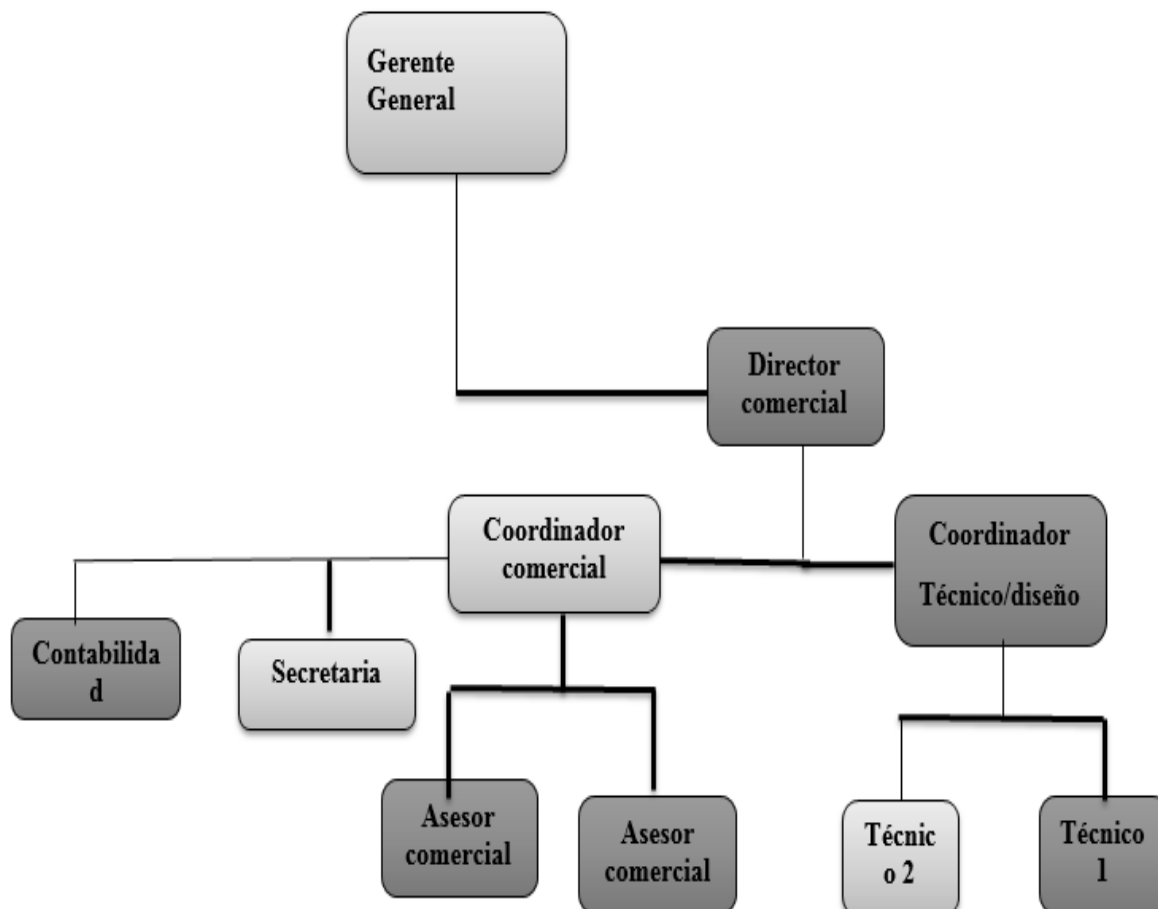 Gerente
General
Director
comercial
Coordinador
comercial
Coordinador
Técnico/diseño
Contabilida
d
Secretaria
Asesor
comercial
Asesor
comercial
Técnic
o 2
Técnico
1